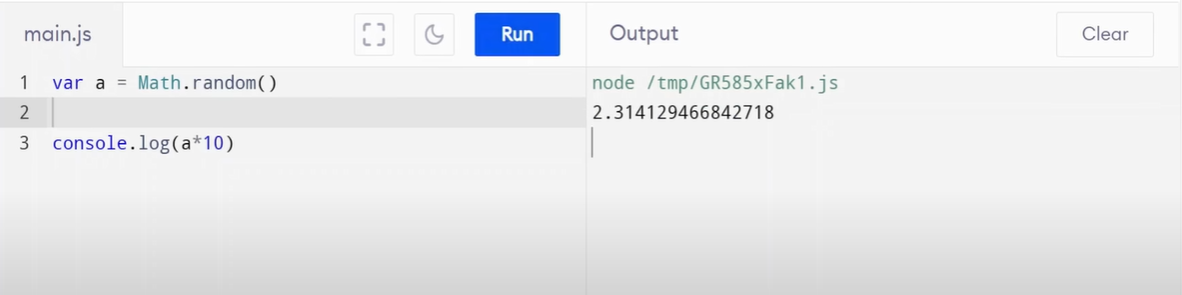 main.js
Run
Output
Clear
1 var a = Math.random()
2
3 console.log(a*10)
node /tmp/GR585xFak1.js
2.314129466842718